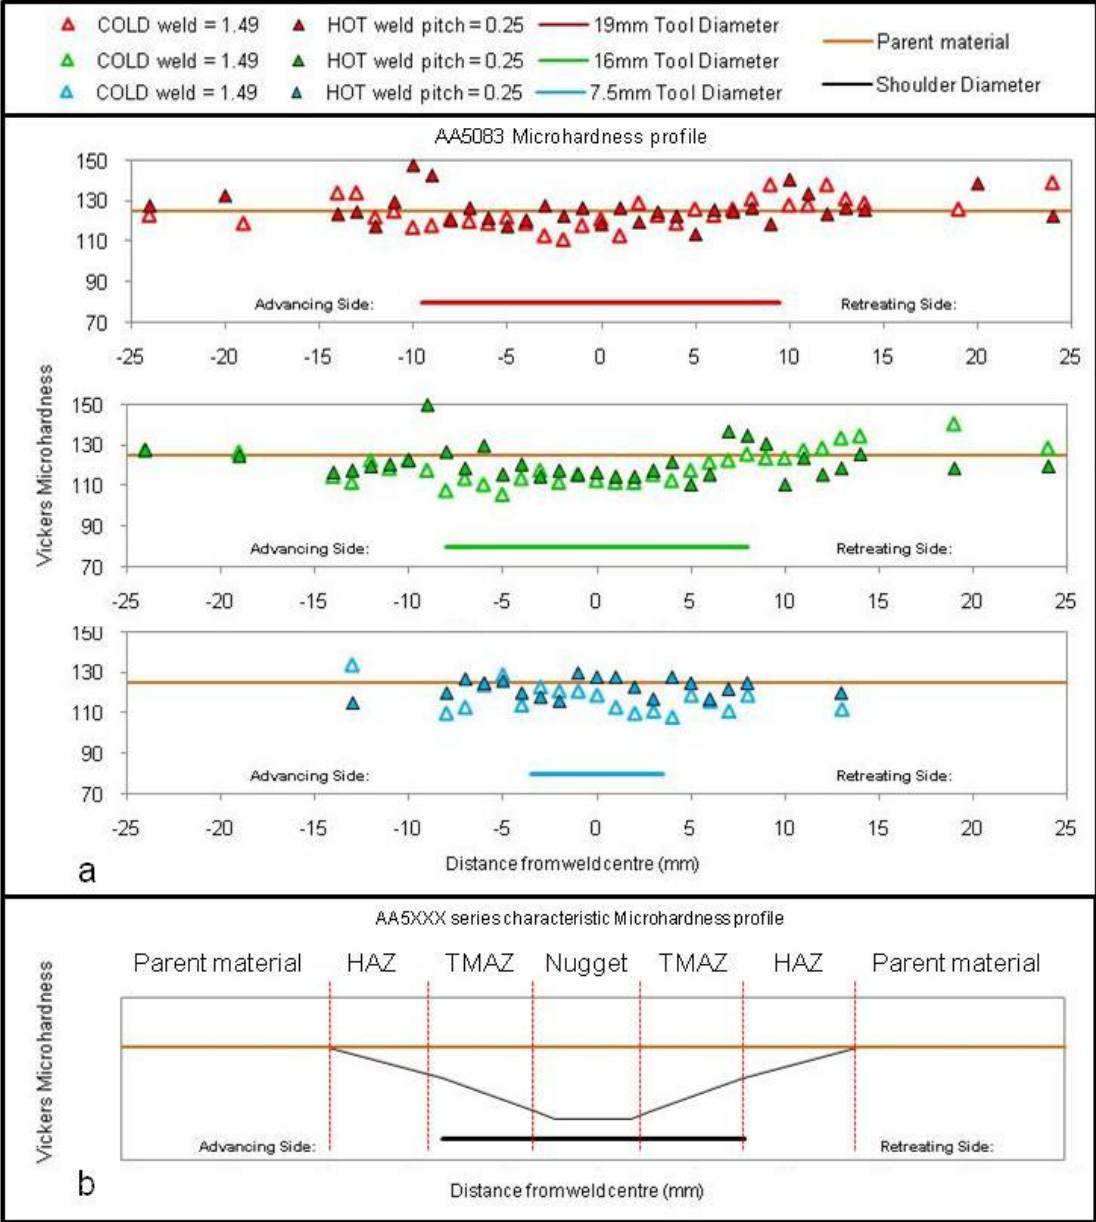 COLD weld = 1.49 HOT weld pitch = 0.25 19mm Tool Diameter
COLD weld = 1.49 HOT weld pitch = 0.25 16mm Tool Diameter
COLD weld = 1.49 HOT weld pitch = 0.25 7.5mm Tool Diameter
Parent material
Shoulder Diameter
AA5083 Microhardness profile
Vickers Microhardness
150
130
110
90
70
Advancing Side: Retreating Side:
-25 -20 -15 -10 -5 0 5 10 15 20 25
150
130
110
90
70
Advancing Side: Retreating Side:
-25 -20 -15 -10 -5 0 5 10 15 20 25
150
130
110
90
70
Advancing Side: Retreating Side:
-25 -20 -15 -10 -5 0 5 10 15 20 25
Distance from weld centre (mm)
a
AA5XXX series characteristic Microhardness profile
Parent material HAZ TMAZ Nugget TMAZ HAZ Parent material
Vickers Microhardness
Advancing Side: Retreating Side:
Distance from weld centre (mm)
b